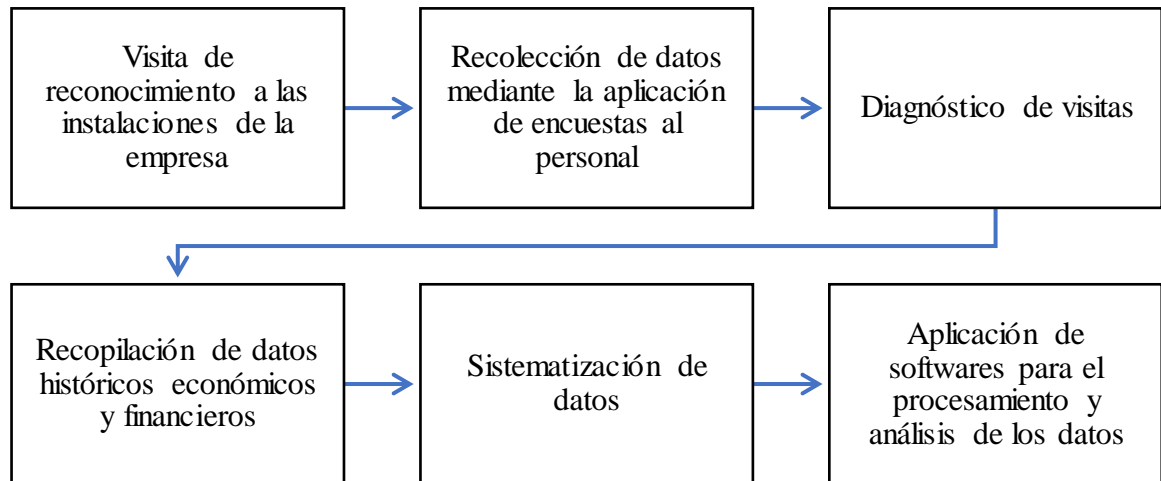 Visita de
reconocimiento a las
instalaciones de la
empresa
Recolección de datos
mediante la aplicación
de encuestas al
personal
Diagnóstico de visitas
Recopilación de datos
históricos económicos
y financieros
Sistematización de
datos
Aplicación de
softwares para el
procesamiento y
análisis de los datos